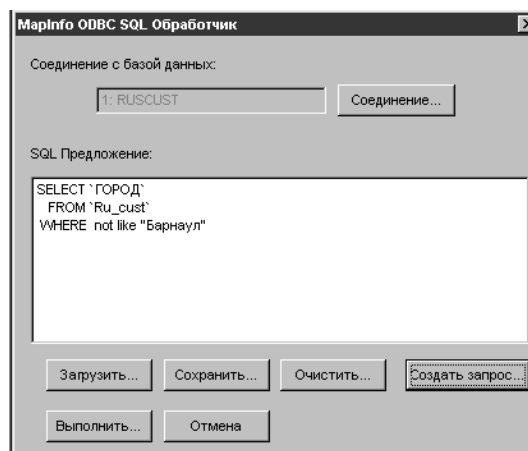 MapInfo ODBC SQL Обработчик
Соединение с базой данных:
1: RUSCUST
Соединение...
SQL Предложение:
SELECT `ГОРОД`
FROM `Ru_cust`
WHERE not like "Барнаул"
Загрузить...
Сохранить...
Очистить...
Создать запрос...
Выполнить...
Отмена